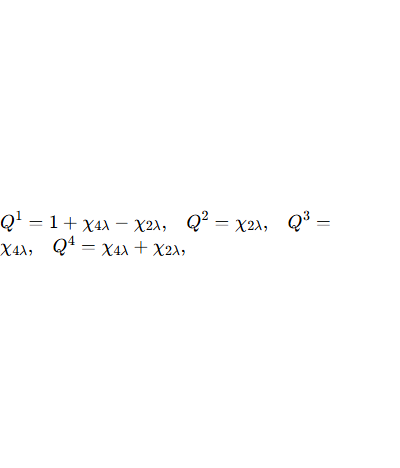 Q¹ = 1 + χ₄λ − χ₂λ, Q² = χ₂λ, Q³ =
χ₄λ, Q⁴ = χ₄λ + χ₂λ,